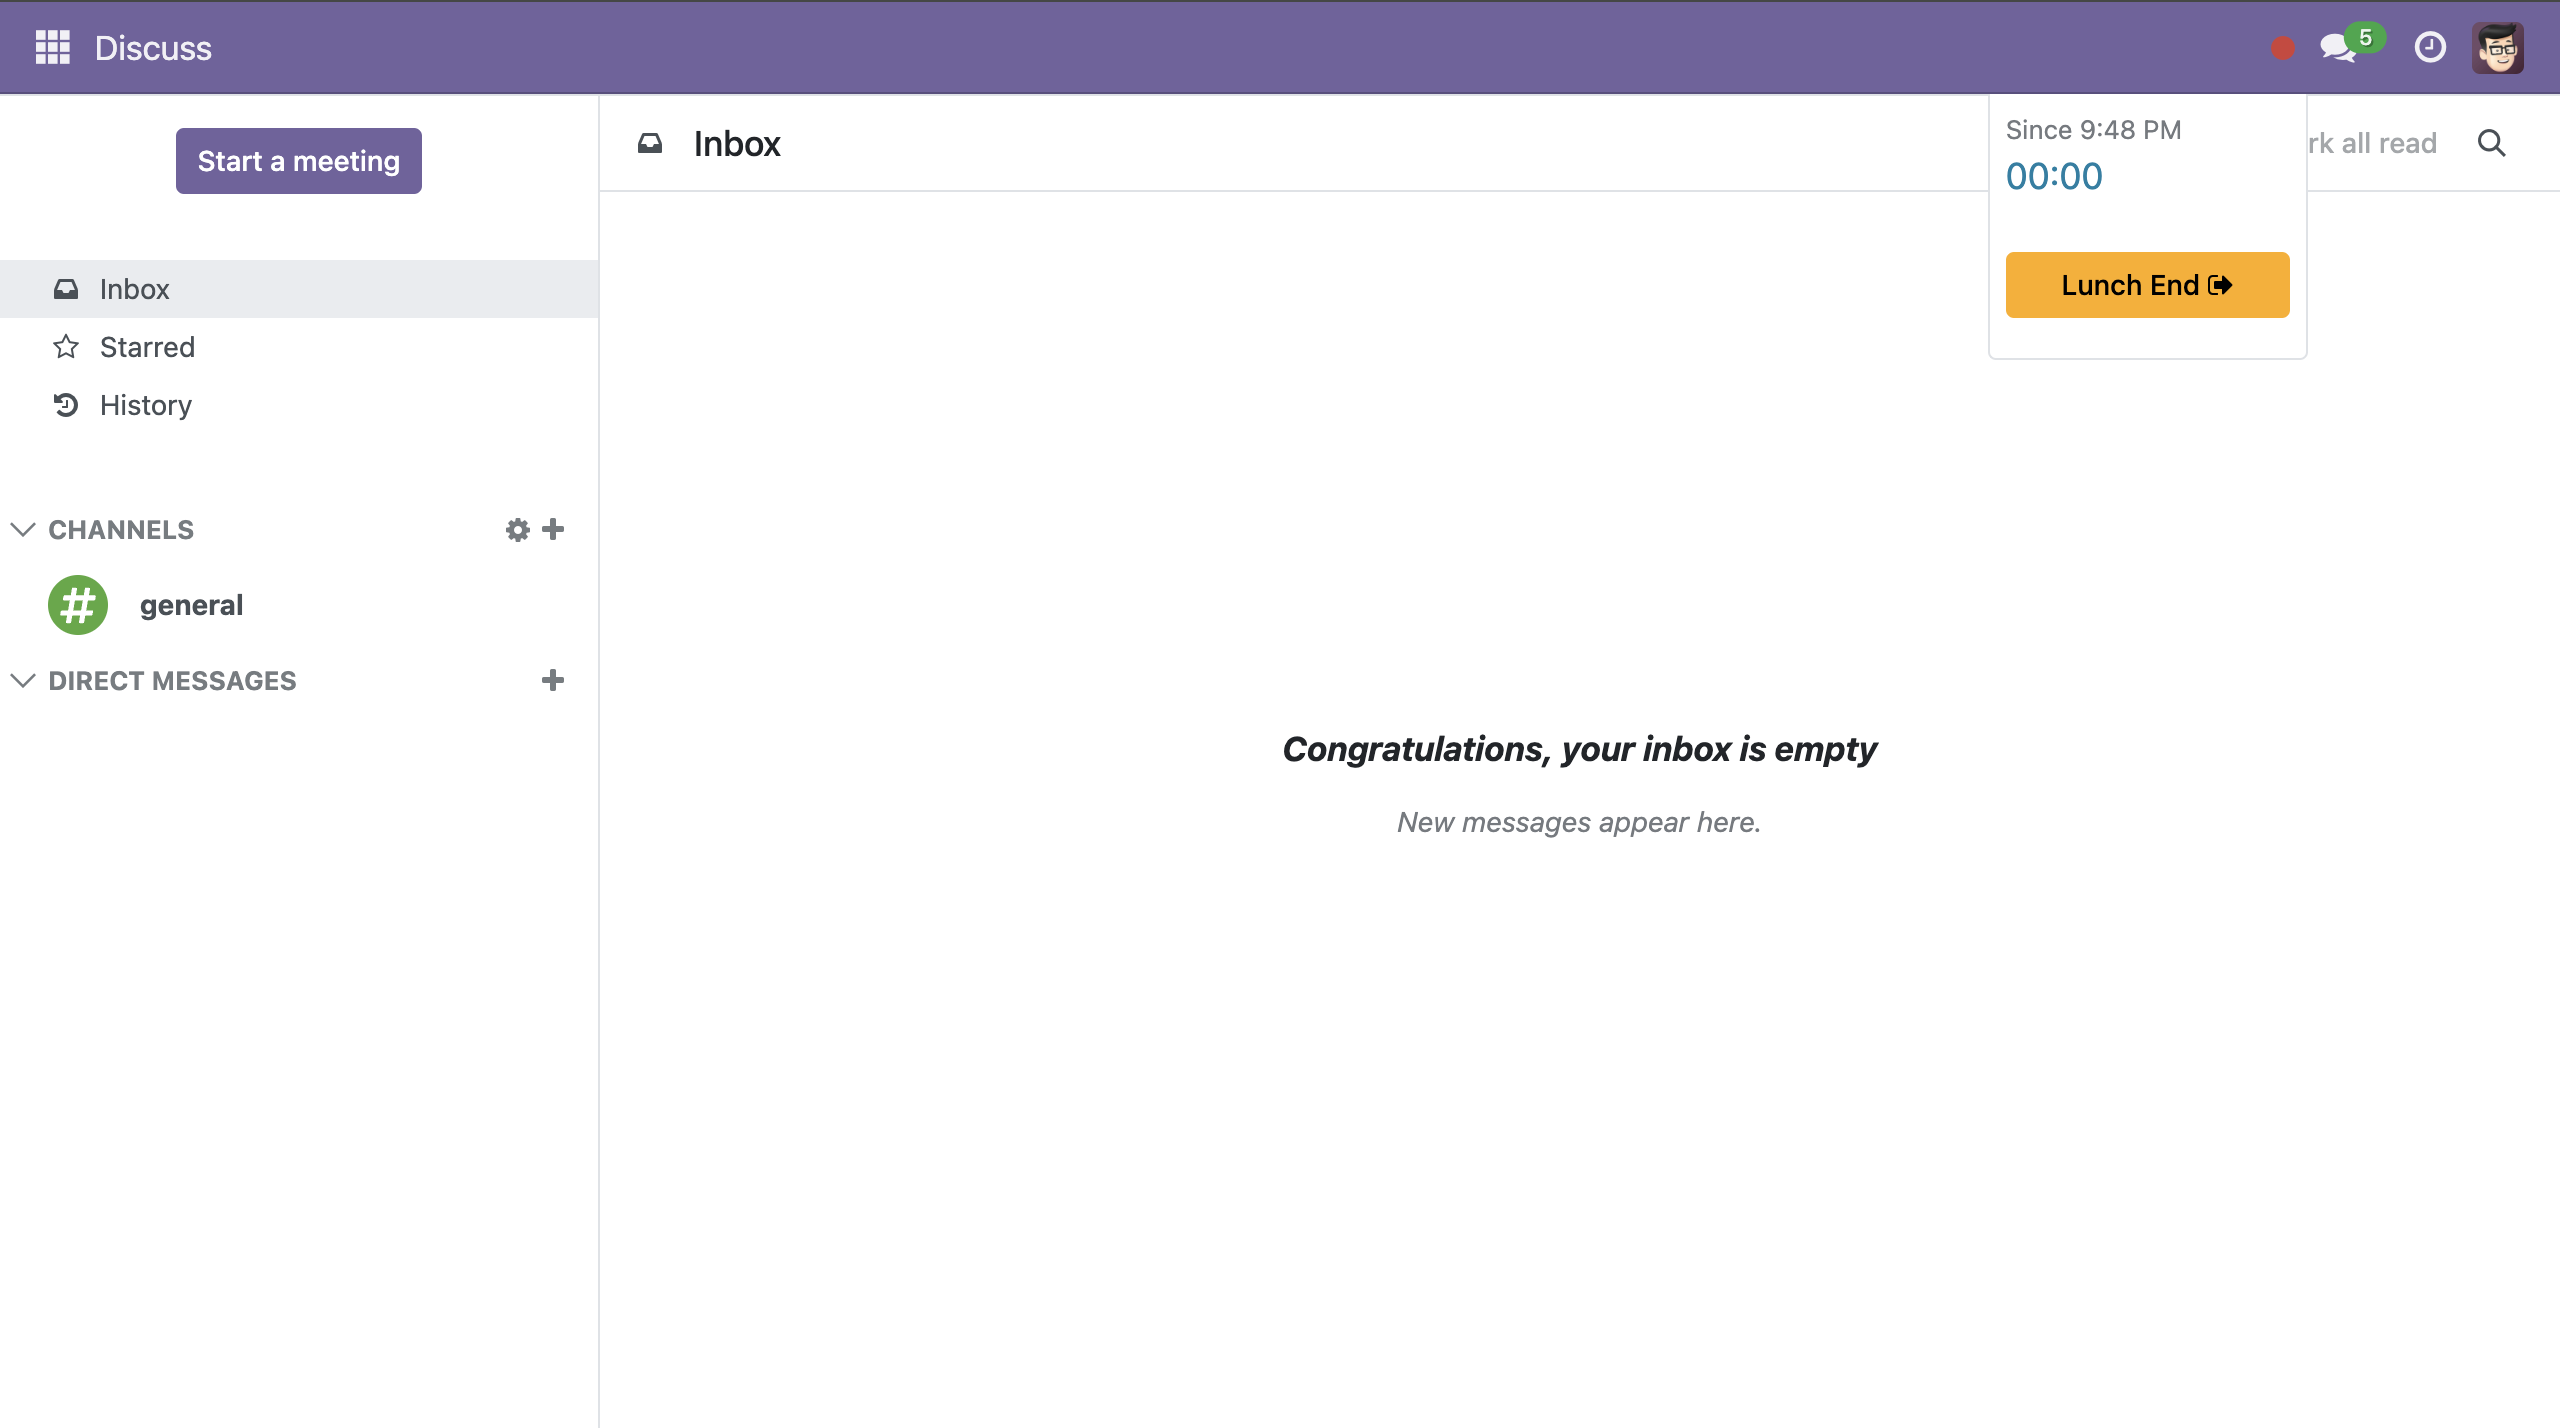 Discuss
5
Start a meeting
Inbox
Starred
History
CHANNELS
general
DIRECT MESSAGES
Inbox
rk all read
Since 9:48 PM
00:00
Lunch End
Congratulations, your inbox is empty
New messages appear here.